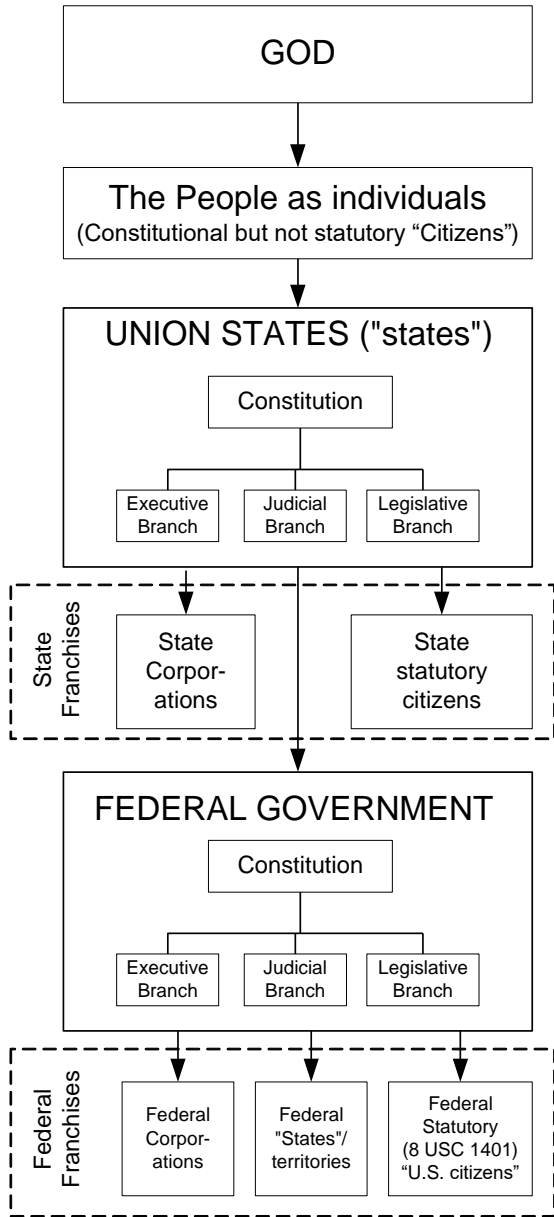 GOD
The People as individuals
(Constitutional but not statutory “Citizens”)
UNION STATES ("states")
Constitution
Executive
Branch
Judicial
Branch
Legislative
Branch
State
Franchises
State
Corpor-
ations
State
statutory
citizens
FEDERAL GOVERNMENT
Constitution
Executive
Branch
Judicial
Branch
Legislative
Branch
Federal
Franchises
Federal
Corpor-
ations
Federal
"States"/
territories
Federal
Statutory
(8 USC 1401)
“U.S. citizens”